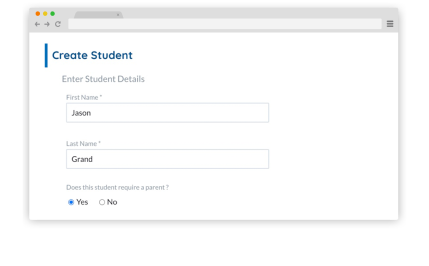 Create Student
Enter Student Details
First Name *
Jason
Last Name *
Grand
Does this student require a parent ?
Yes No